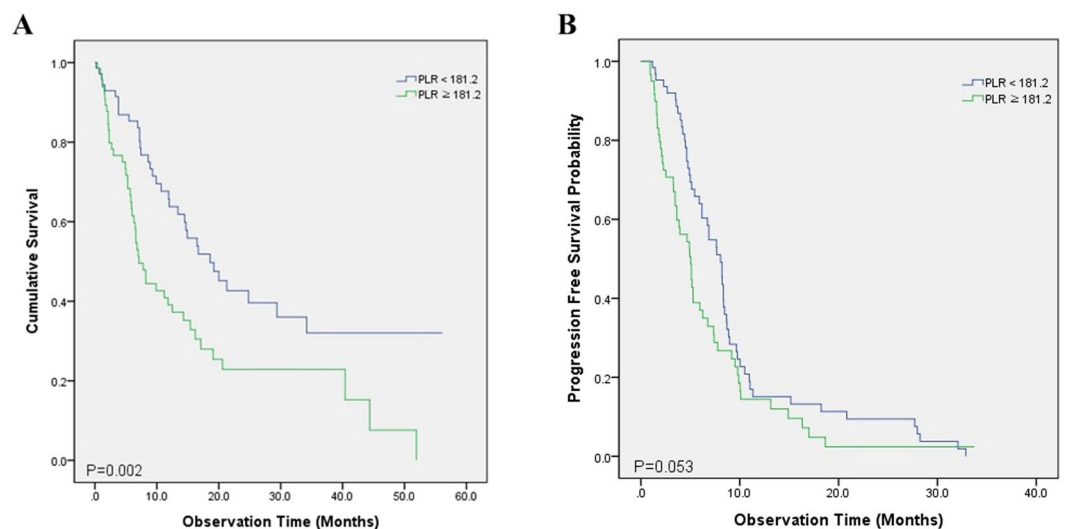 A
Cumulative Survival
1.0
0.8
0.6
0.4
0.2
0.0
PLR < 181.2
PLR ≥ 181.2
P=0.002
.0 10.0 20.0 30.0 40.0 50.0 60.0
Observation Time (Months)
B
Progression Free Survival Probability
1.0
0.8
0.6
0.4
0.2
0.0
PLR < 181.2
PLR ≥ 181.2
P=0.053
.0 10.0 20.0 30.0 40.0
Observation Time (Months)